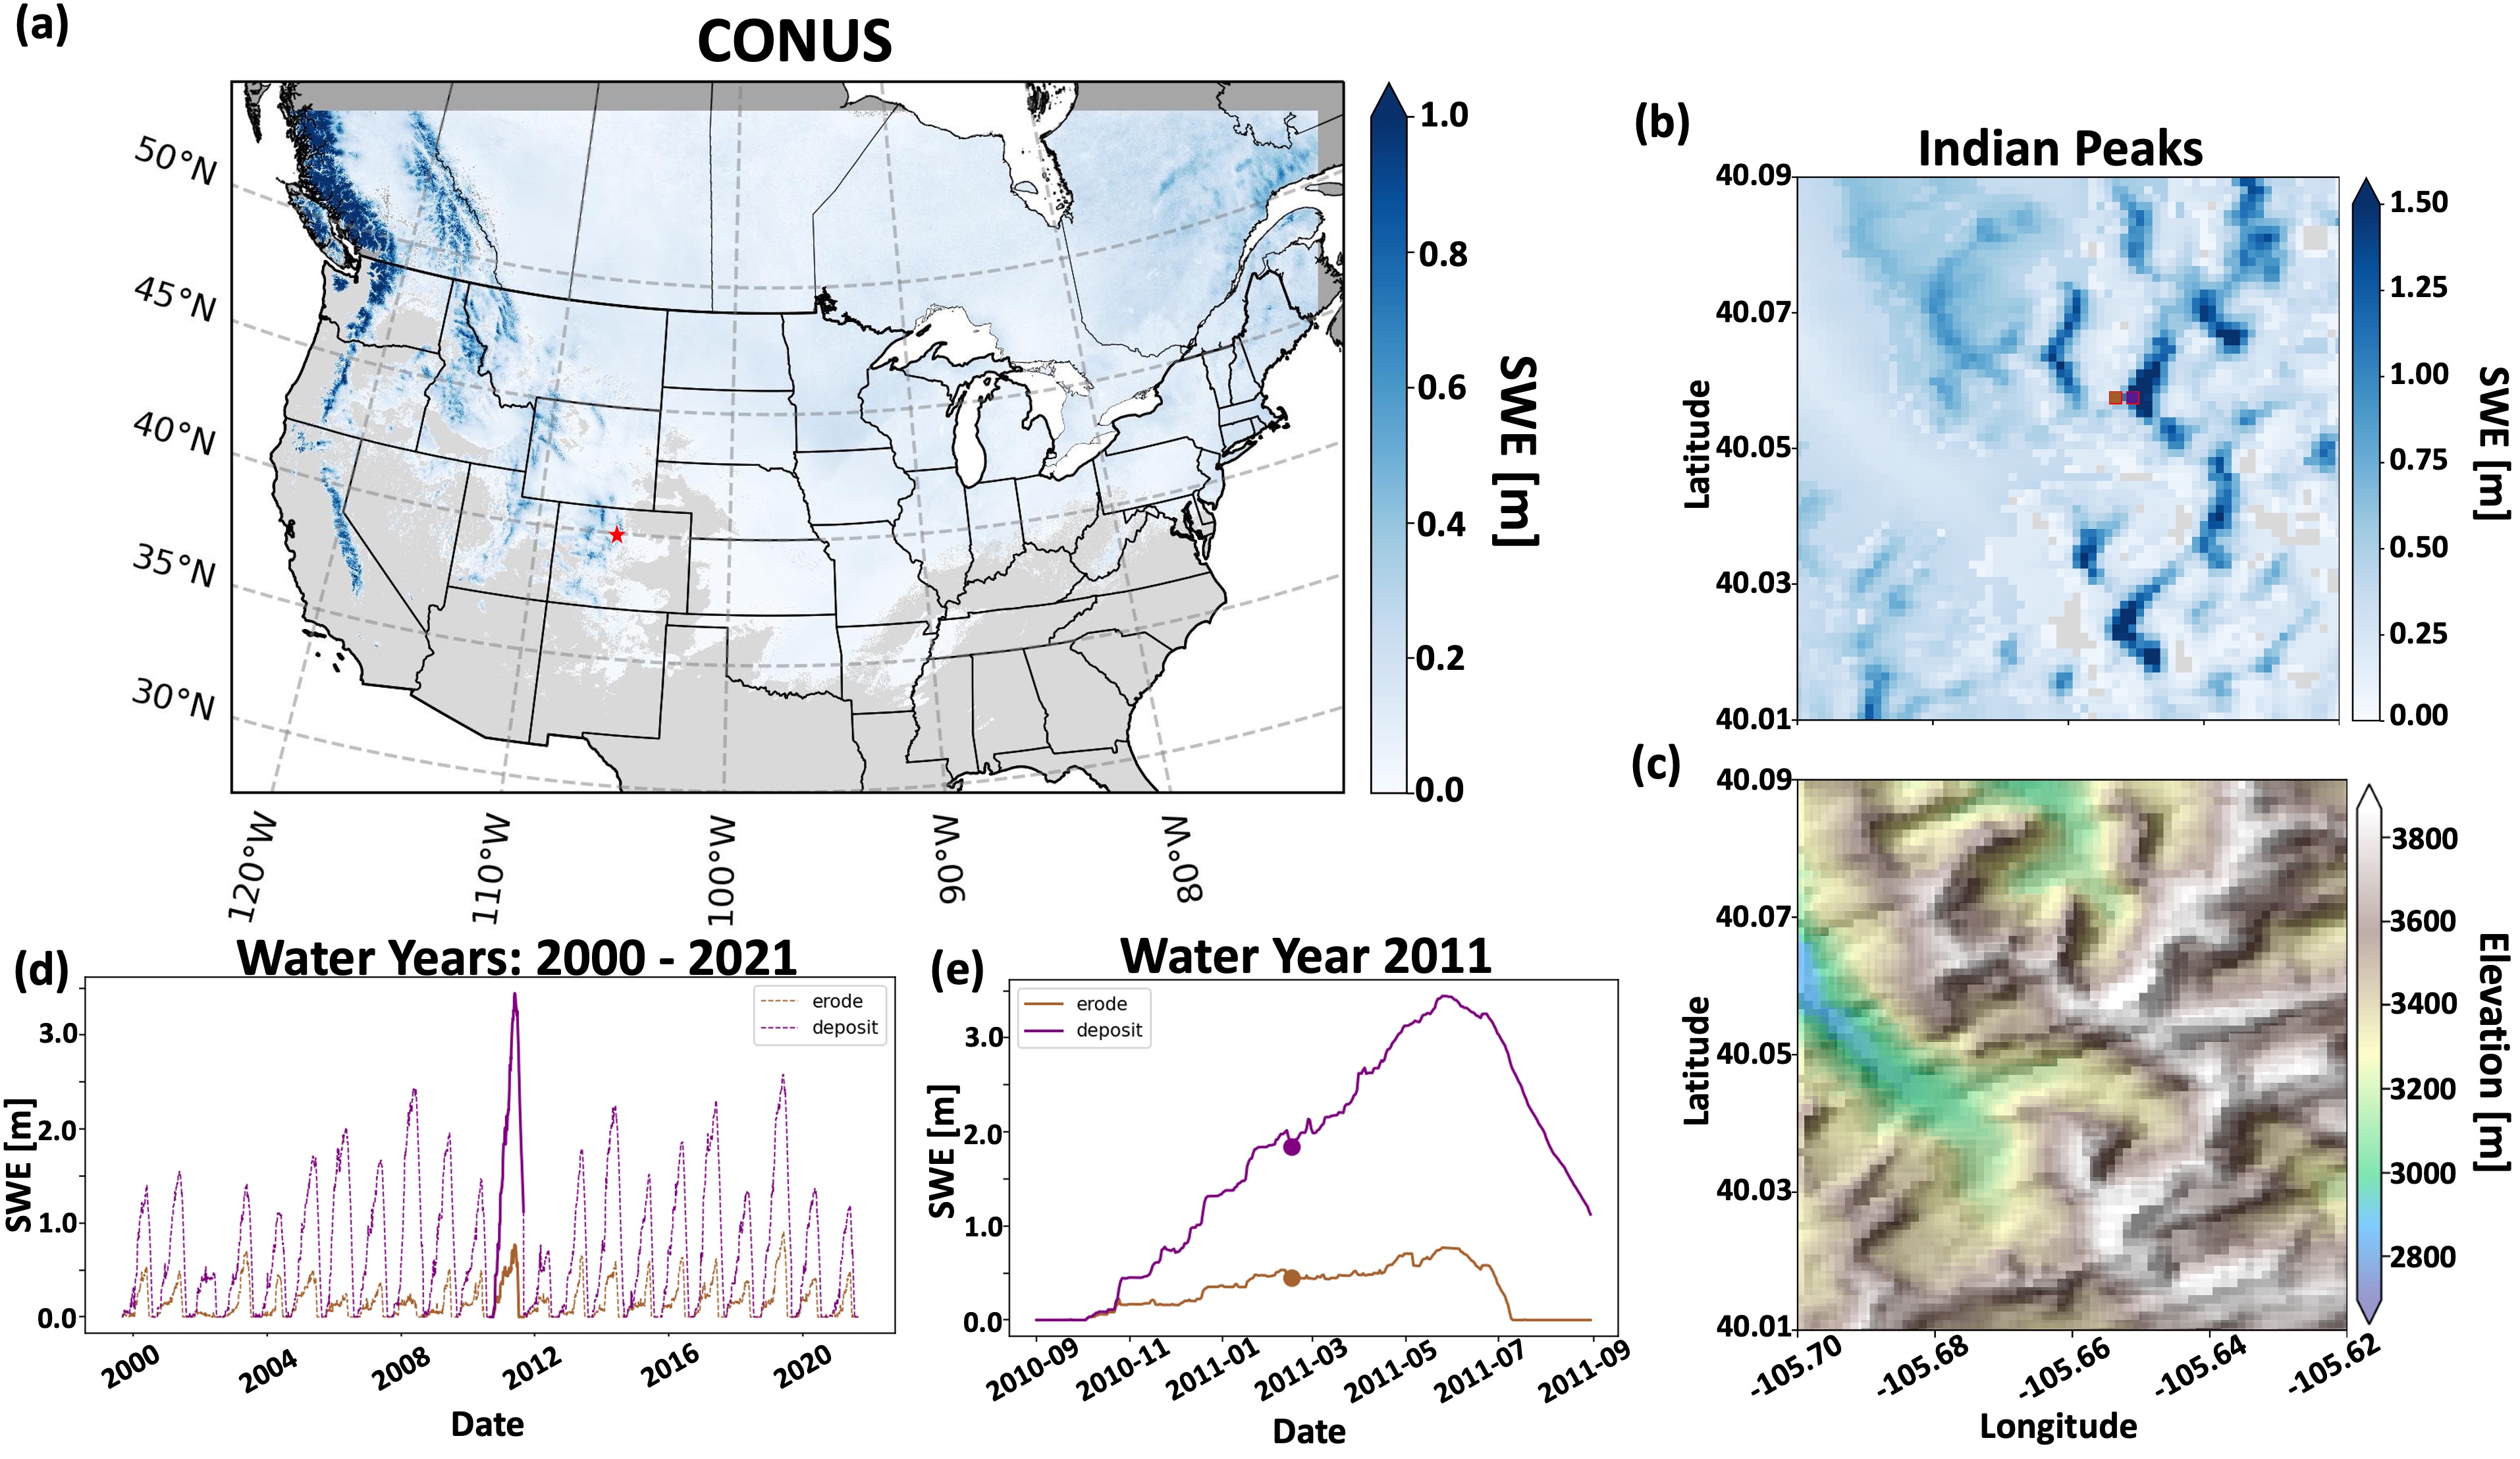 (a)
CONUS
50°N
45°N
40°N
35°N
30°N
120°W
110°W
100°W
90°W
80°W
1.0
0.8
0.6
0.4
0.2
0.0
SWE [m]
(b)
Indian Peaks
40.09
40.07
40.05
40.03
40.01
Latitude
1.50
1.25
1.00
0.75
0.50
0.25
0.00
SWE [m]
(c)
40.09
40.07
40.05
40.03
40.01
Latitude
-105.70
-105.68
-105.66
-105.64
-105.62
Longitude
3800
3600
3400
3200
3000
2800
Elevation [m]
(d)
Water Years: 2000 - 2021
erode
deposit
3.0
2.0
1.0
0.0
SWE [m]
2000
2004
2008
2012
2016
2020
Date
(e)
Water Year 2011
erode
deposit
3.0
2.0
1.0
0.0
SWE [m]
2010-09
2010-11
2011-01
2011-03
2011-05
2011-07
2011-09
Date